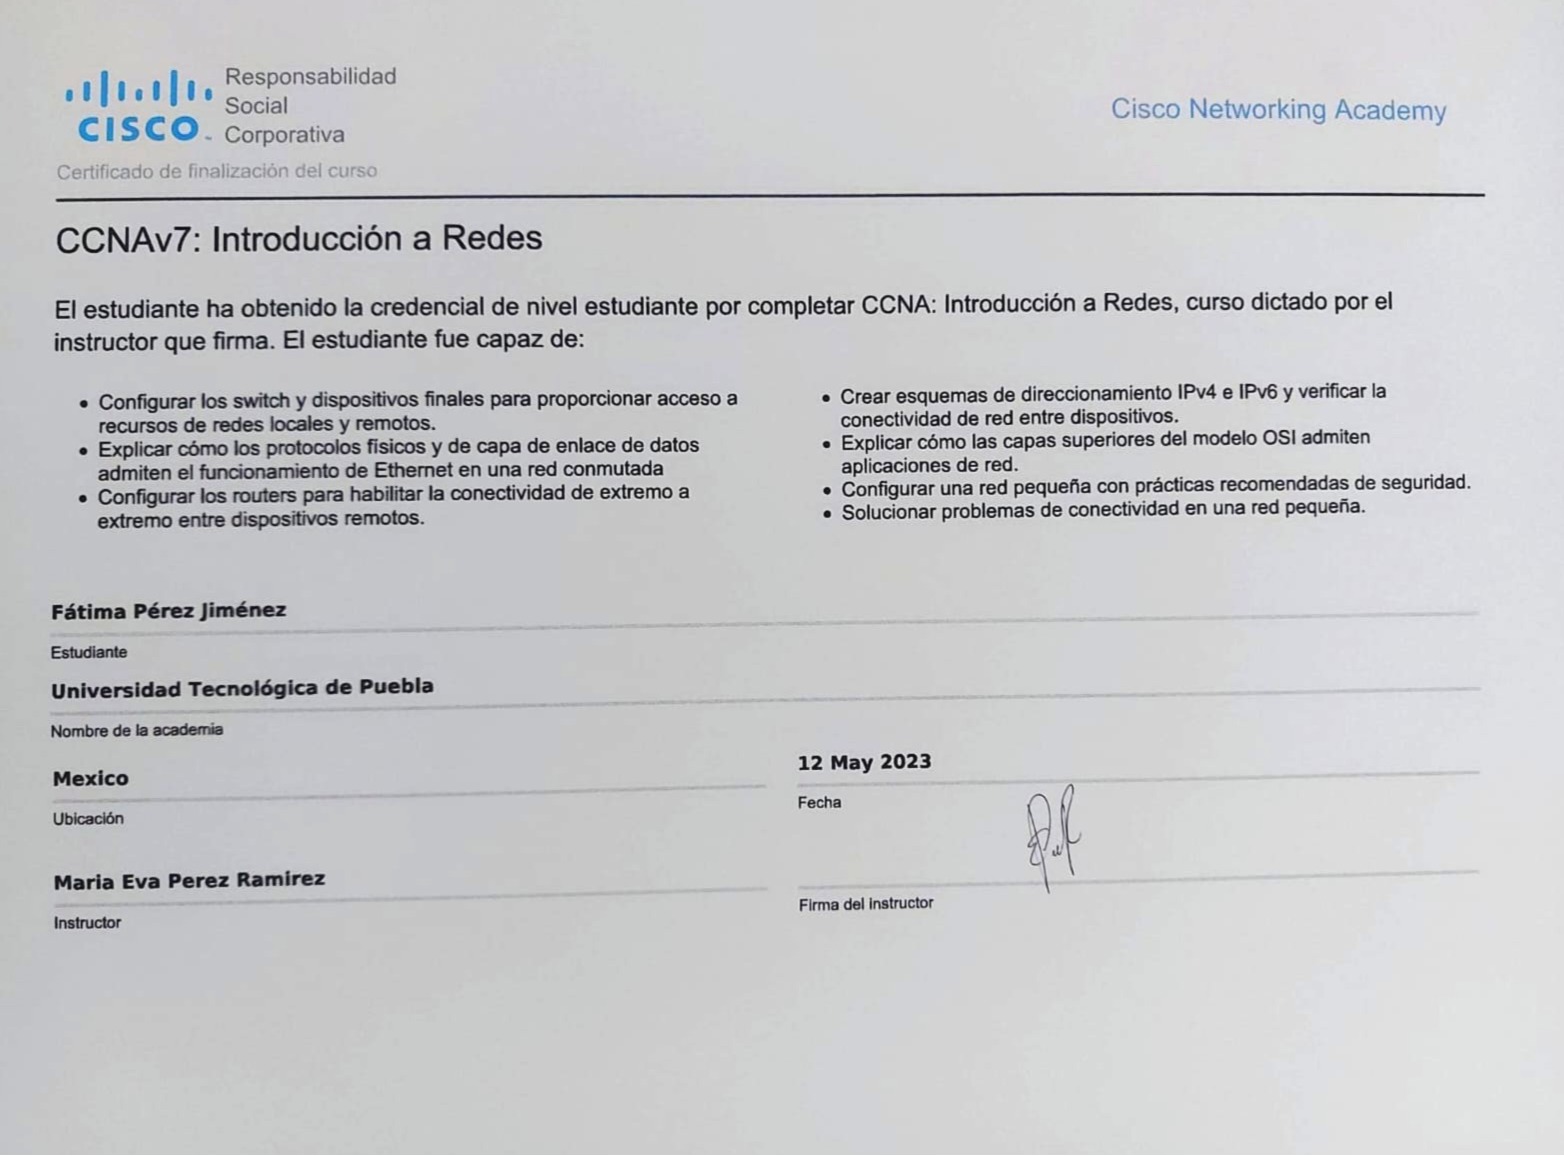 Responsabilidad
Social
CISCO Corporativa
Cisco Networking Academy
Certificado de finalización del curso
CCNAv7: Introducción a Redes
El estudiante ha obtenido la credencial de nivel estudiante por completar CCNA: Introducción a Redes, curso dictado por el
instructor que firma. El estudiante fue capaz de:
• Configurar los switch y dispositivos finales para proporcionar acceso a
recursos de redes locales y remotos.
• Explicar cómo los protocolos físicos y de capa de enlace de datos
admiten el funcionamiento de Ethernet en una red conmutada
• Configurar los routers para habilitar la conectividad de extremo a
extremo entre dispositivos remotos.
• Crear esquemas de direccionamiento IPv4 e IPv6 y verificar la
conectividad de red entre dispositivos.
• Explicar cómo las capas superiores del modelo OSI admiten
aplicaciones de red.
• Configurar una red pequeña con prácticas recomendadas de seguridad.
• Solucionar problemas de conectividad en una red pequeña.
Fátima Pérez Jiménez
Estudiante
Universidad Tecnológica de Puebla
Nombre de la academia
Mexico
Ubicación
12 May 2023
Fecha
Maria Eva Perez Ramirez
Instructor
Firma del instructor